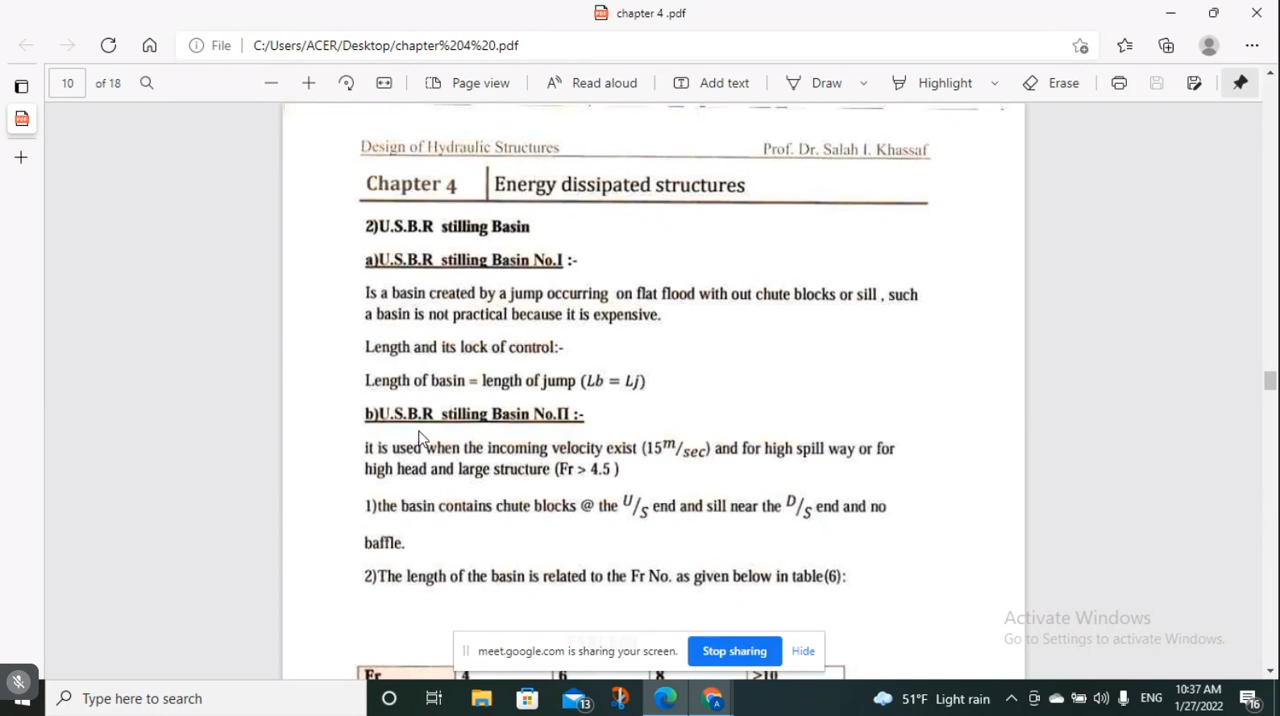 chapter 4 .pdf
File C:/Users/ACER/Desktop/chapter%204%20.pdf
10 of 18 Page view Read aloud Add text Draw Highlight Erase
Design of Hydraulic Structures Prof. Dr. Salah I. Khassaf
Chapter 4 Energy dissipated structures
2)U.S.B.R stilling Basin
a)U.S.B.R stilling Basin No.I :-
Is a basin created by a jump occurring on flat flood with out chute blocks or sill , such
a basin is not practical because it is expensive.
Length and its lock of control:-
Length of basin = length of jump (Lb = Lj)
b)U.S.B.R stilling Basin No.Π :-
it is used when the incoming velocity exist (15 m/sec) and for high spill way or for
high head and large structure (Fr > 4.5 )
1)the basin contains chute blocks @ the U/S end and sill near the D/S end and no
baffle.
2)The length of the basin is related to the Fr No. as given below in table(6):
Activate Windows
Go to Settings to activate Windows.
meet.google.com is sharing your screen. Stop sharing Hide
Fr 4 6 8 >10
Type here to search 13 51°F Light rain ENG 10:37 AM
1/27/2022 16